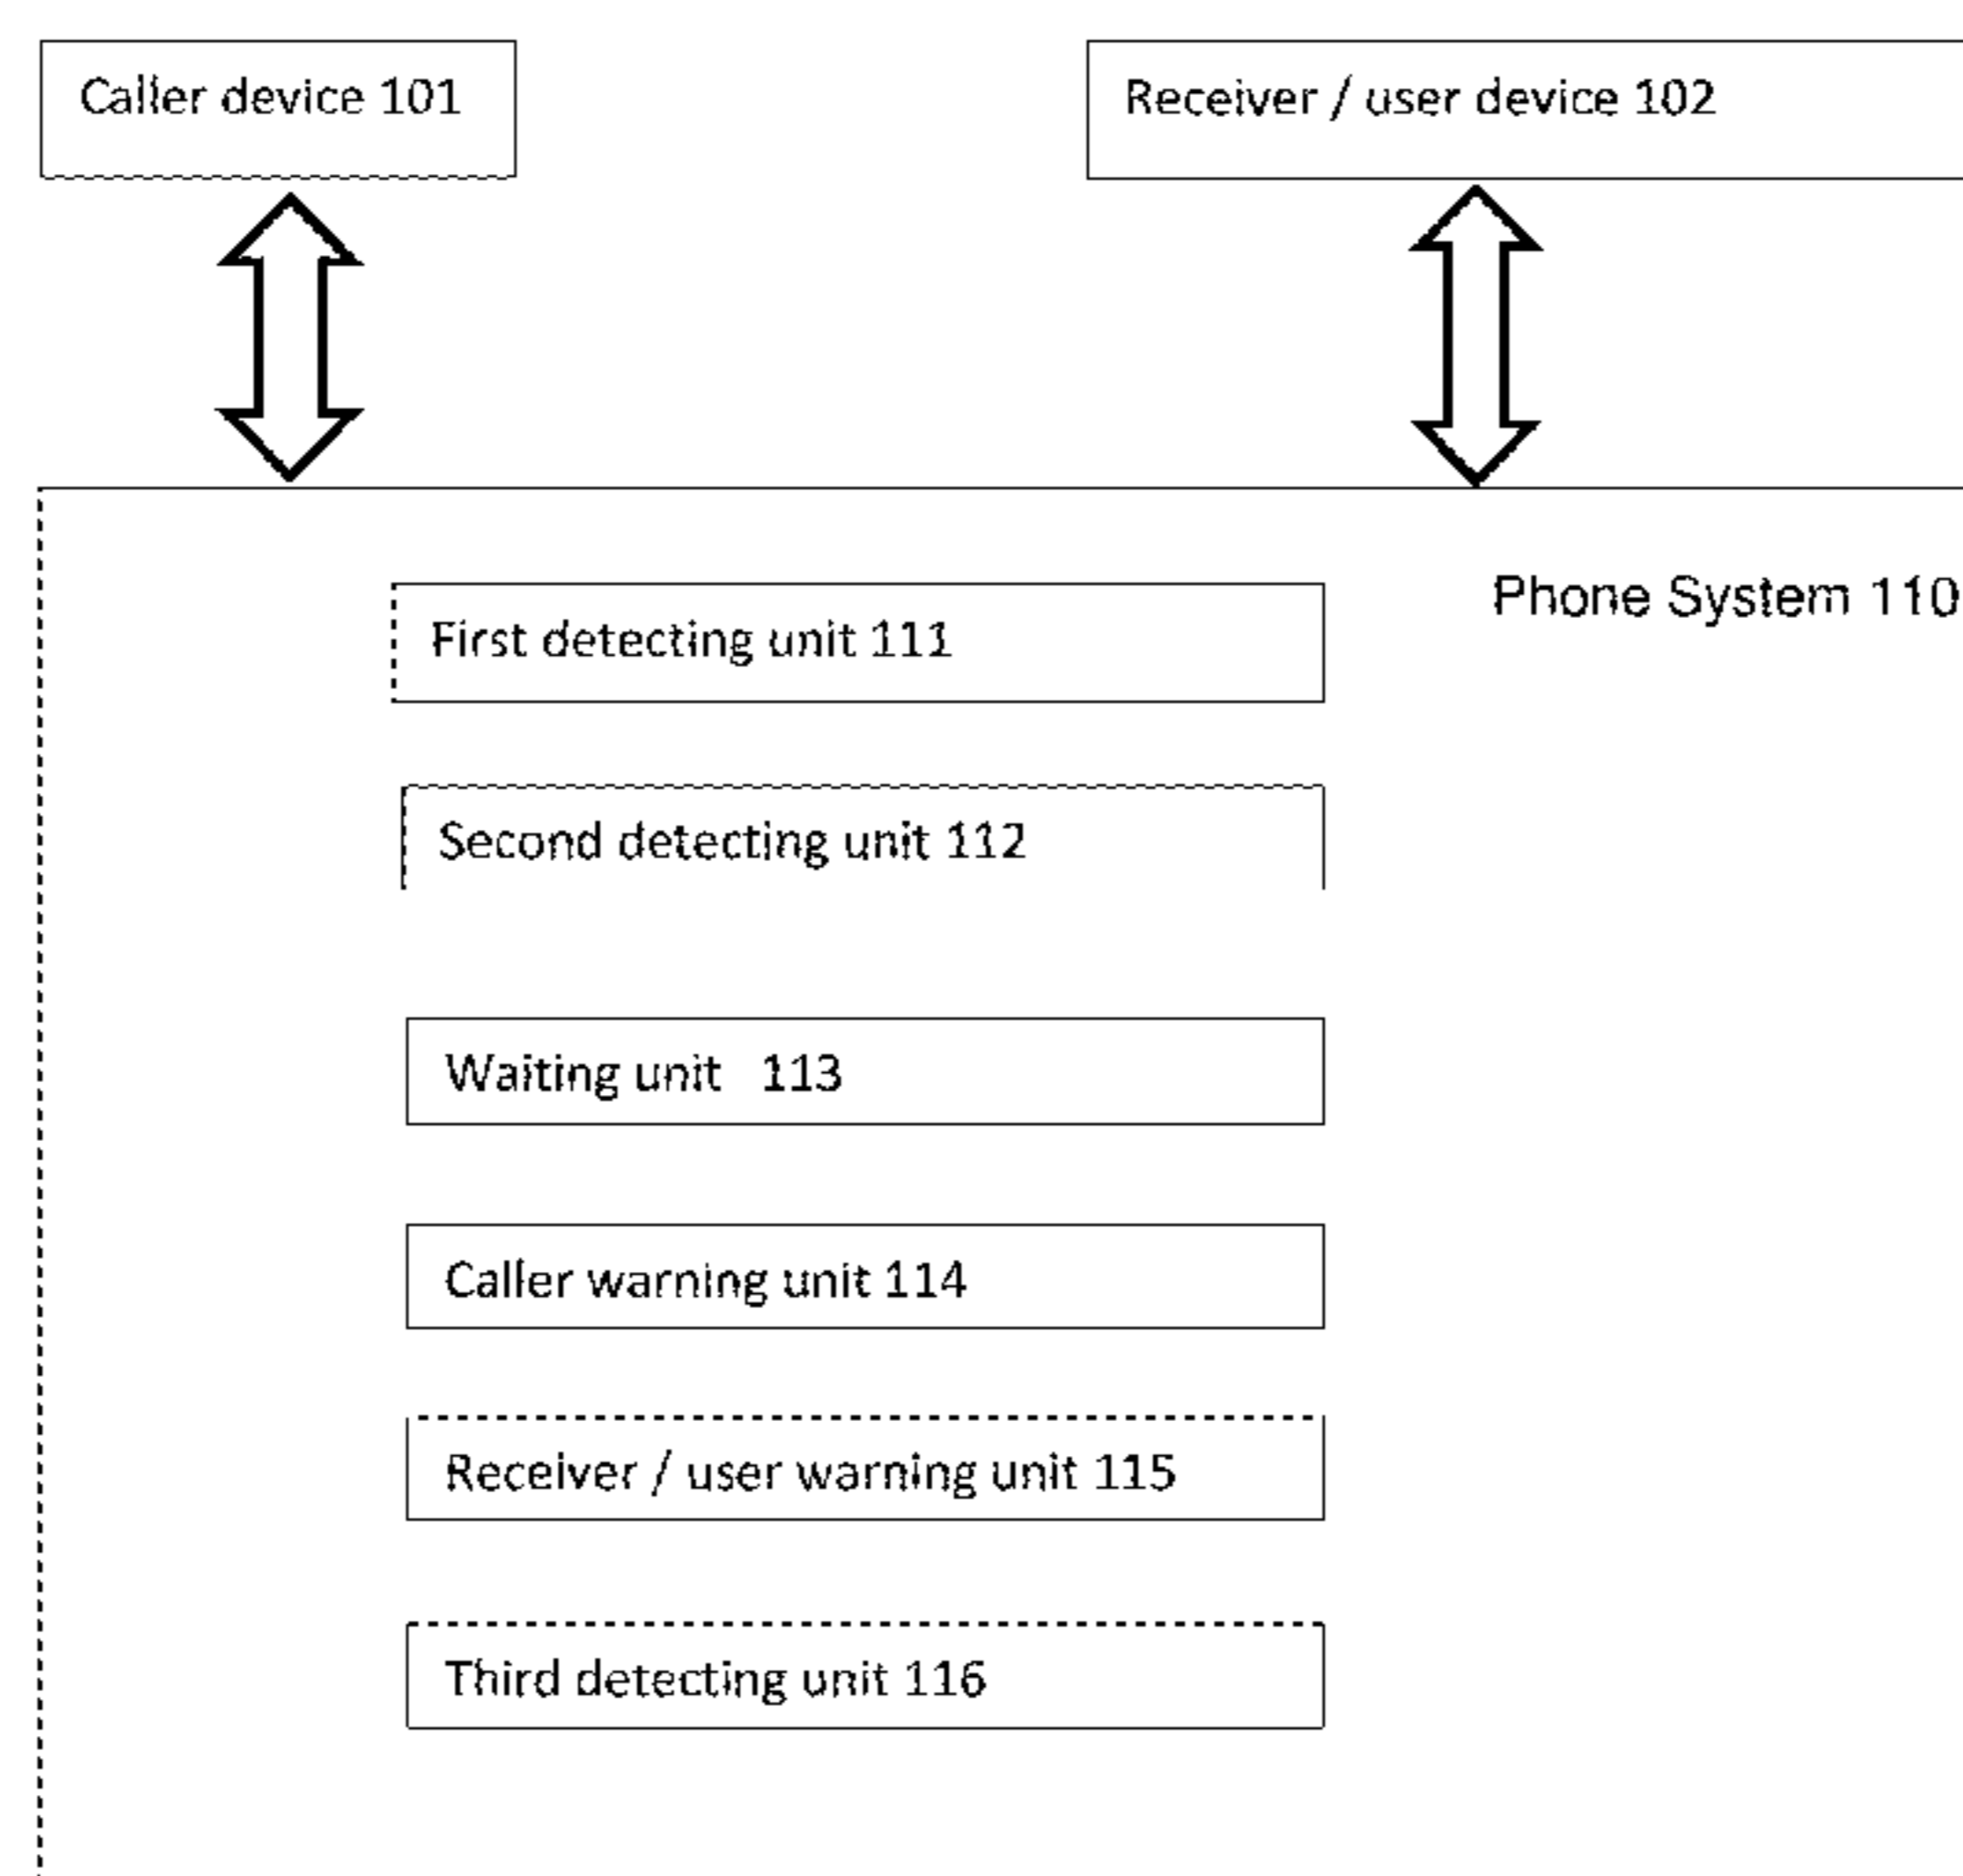 Caller device 101
Receiver / user device 102
Phone System 110
First detecting unit 111
Second detecting unit 112
Waiting unit 113
Caller warning unit 114
Receiver / user warning unit 115
Third detecting unit 116